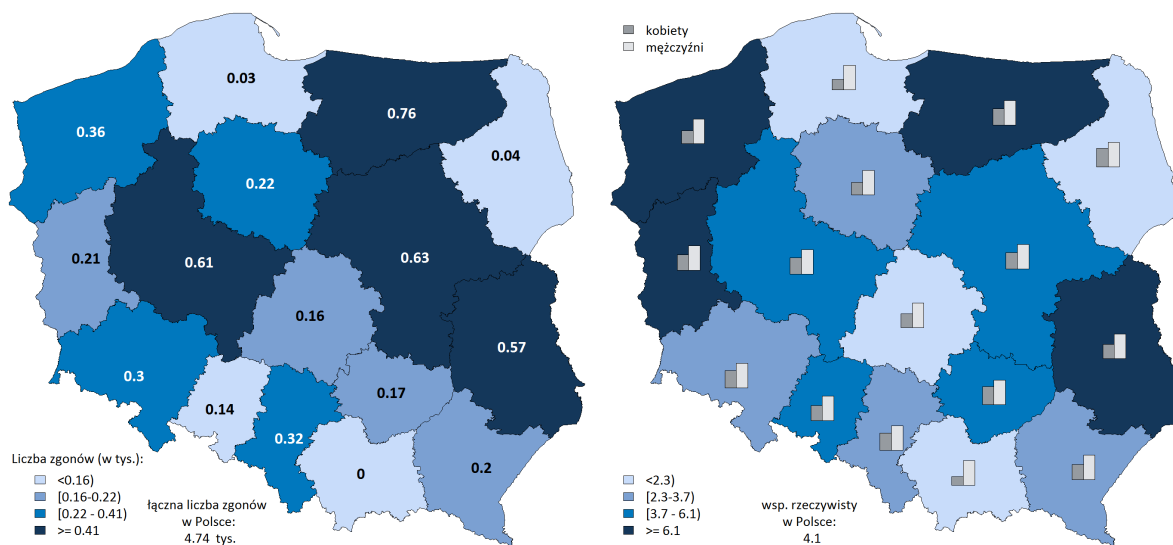 0.03
0.76
0.36
0.04
0.22
0.21
0.61
0.63
0.16
0.57
0.3
0.17
0.14
0.32
0
0.2
Liczba zgonów (w tys.):
<0.16)
[0.16-0.22)
[0.22 - 0.41)
>= 0.41
łączna liczba zgonów
w Polsce:
4.74 tys.
kobiety
mężczyźni
<2.3)
[2.3-3.7)
[3.7 - 6.1)
>= 6.1
wsp. rzeczywisty
w Polsce:
4.1